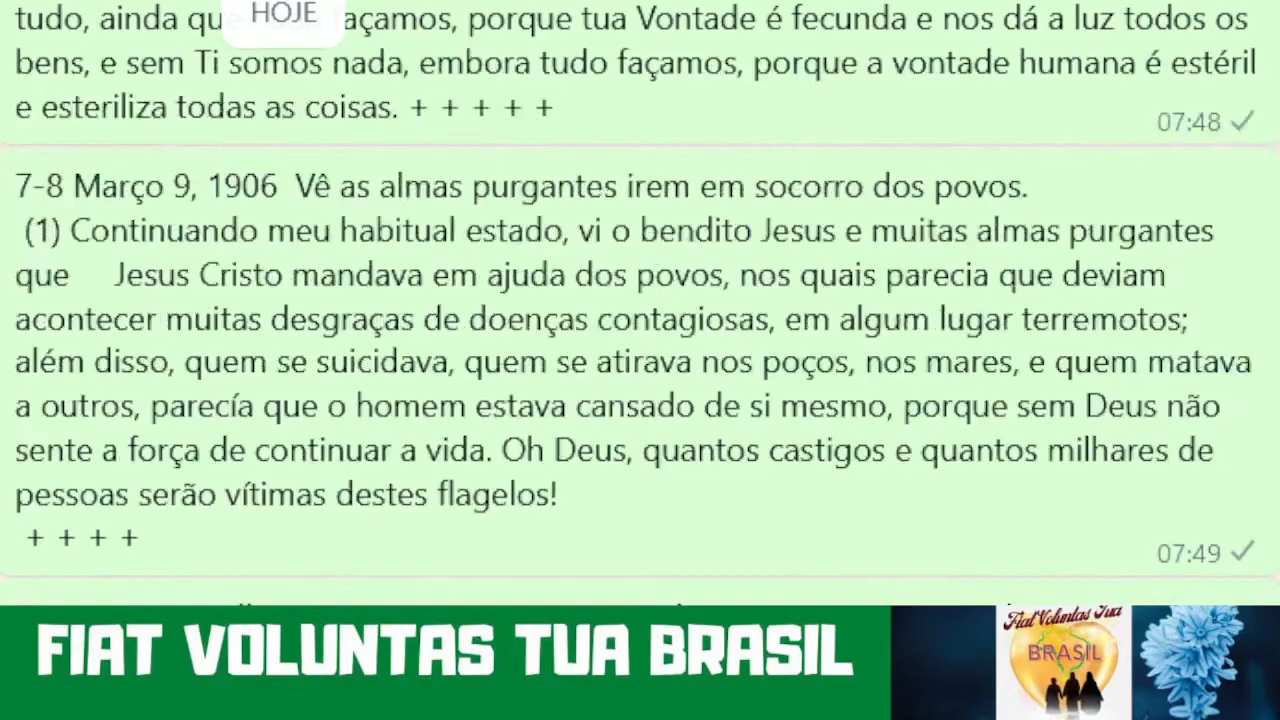 tudo, ainda que façamos, porque tua Vontade é fecunda e nos dá a luz todos os
HOJE
bens, e sem Ti somos nada, embora tudo façamos, porque a vontade humana é estéril
e esteriliza todas as coisas. + + + + +
07:48
7-8 Março 9, 1906  Vê as almas purgantes irem em socorro dos povos.
(1) Continuando meu habitual estado, vi o bendito Jesus e muitas almas purgantes
que Jesus Cristo mandava em ajuda dos povos, nos quais parecia que deviam
acontecer muitas desgraças de doenças contagiosas, em algum lugar terremotos;
além disso, quem se suicidava, quem se atirava nos poços, nos mares, e quem matava
a outros, parecía que o homem estava cansado de si mesmo, porque sem Deus não
sente a força de continuar a vida. Oh Deus, quantos castigos e quantos milhares de
pessoas serão vítimas destes flagelos!
+ + + +
07:49
FIAT VOLUNTAS TUA BRASIL
Fiat Voluntas Tua
BRASIL